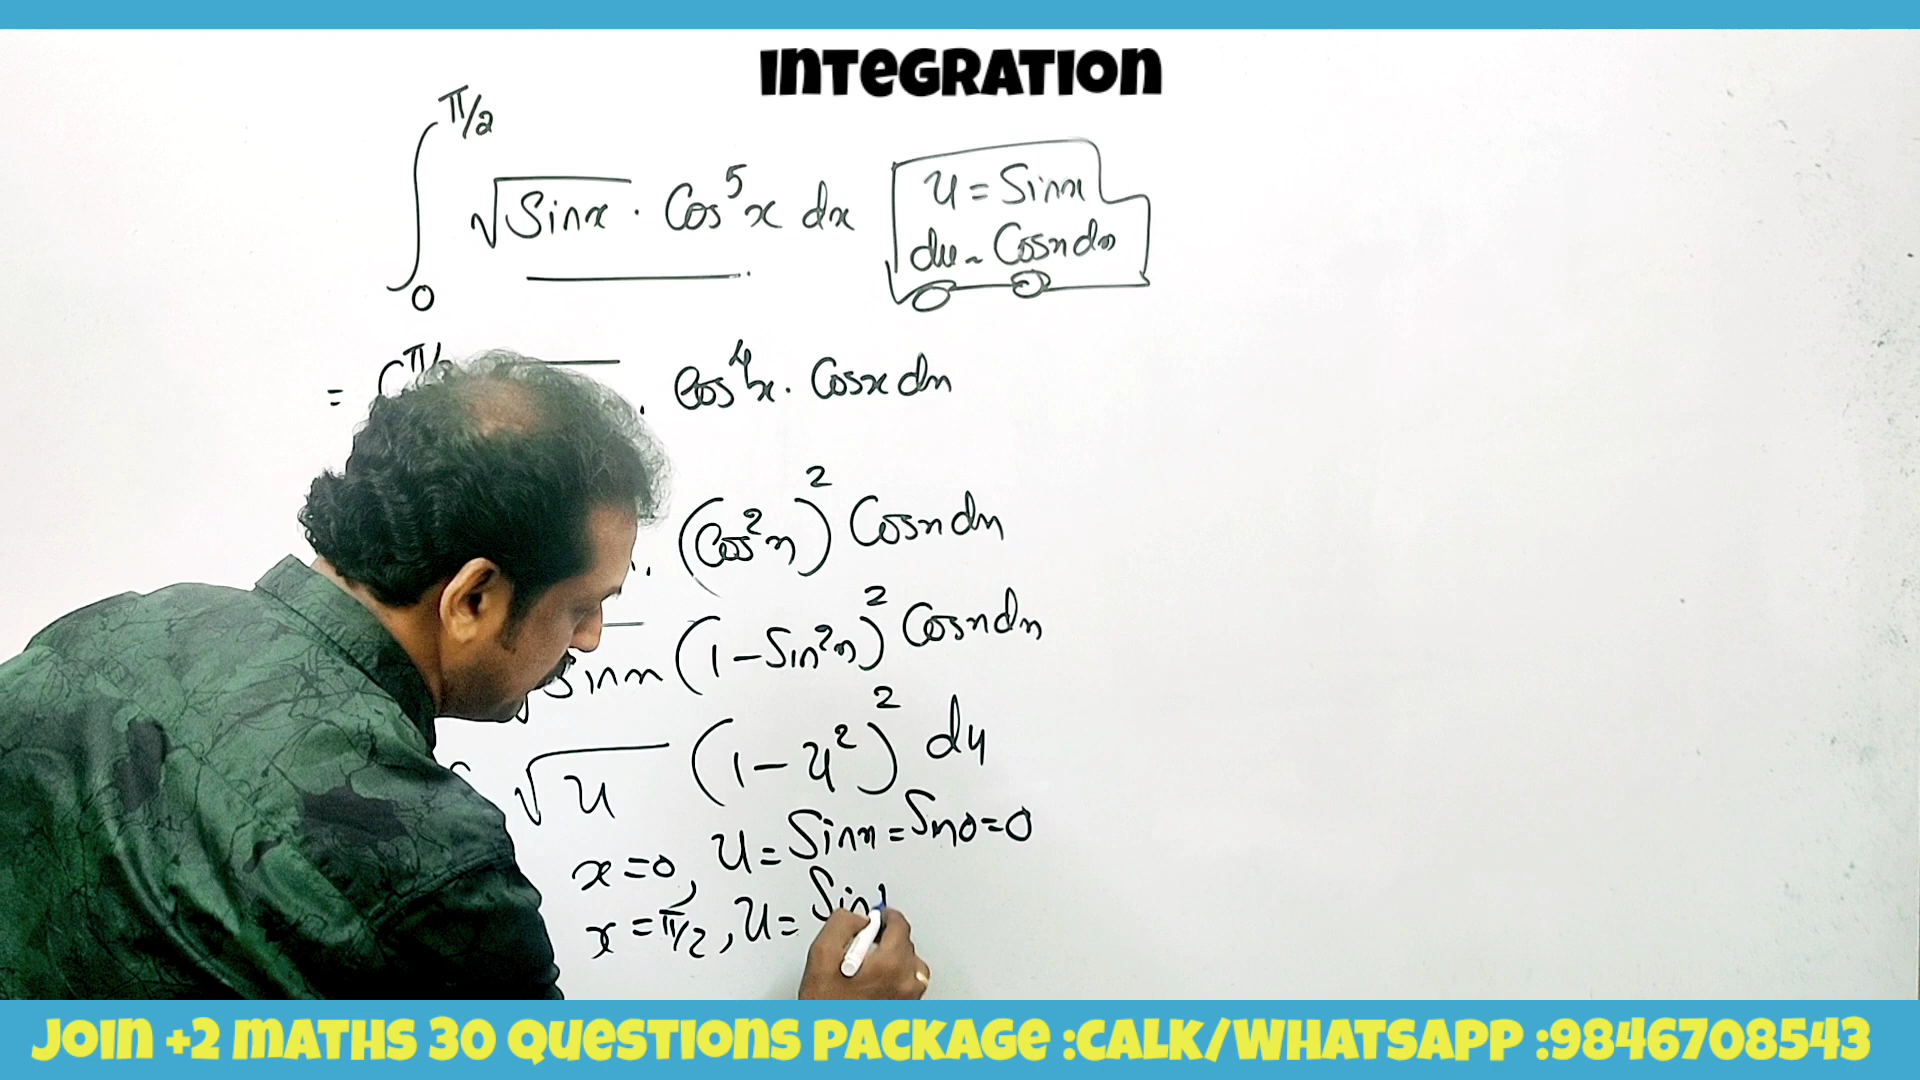 INTEGRATION
∫₀^π/2 √Sinx · Cos⁵x dx
u = Sinx
du = Cosx dx
= ∫ π/2 . Cos⁴x . Cosx dx
. (Cos²x)² Cosx dx
Sinx (1 - Sin²x)² Cosx dx
√u (1 - u²)² du
x = 0, u = Sinx = Sin0 = 0
x = π/2, u = Sin
JOIN +2 MATHS 30 QUESTIONS PACKAGE :CALK/WHATSAPP :9846708543